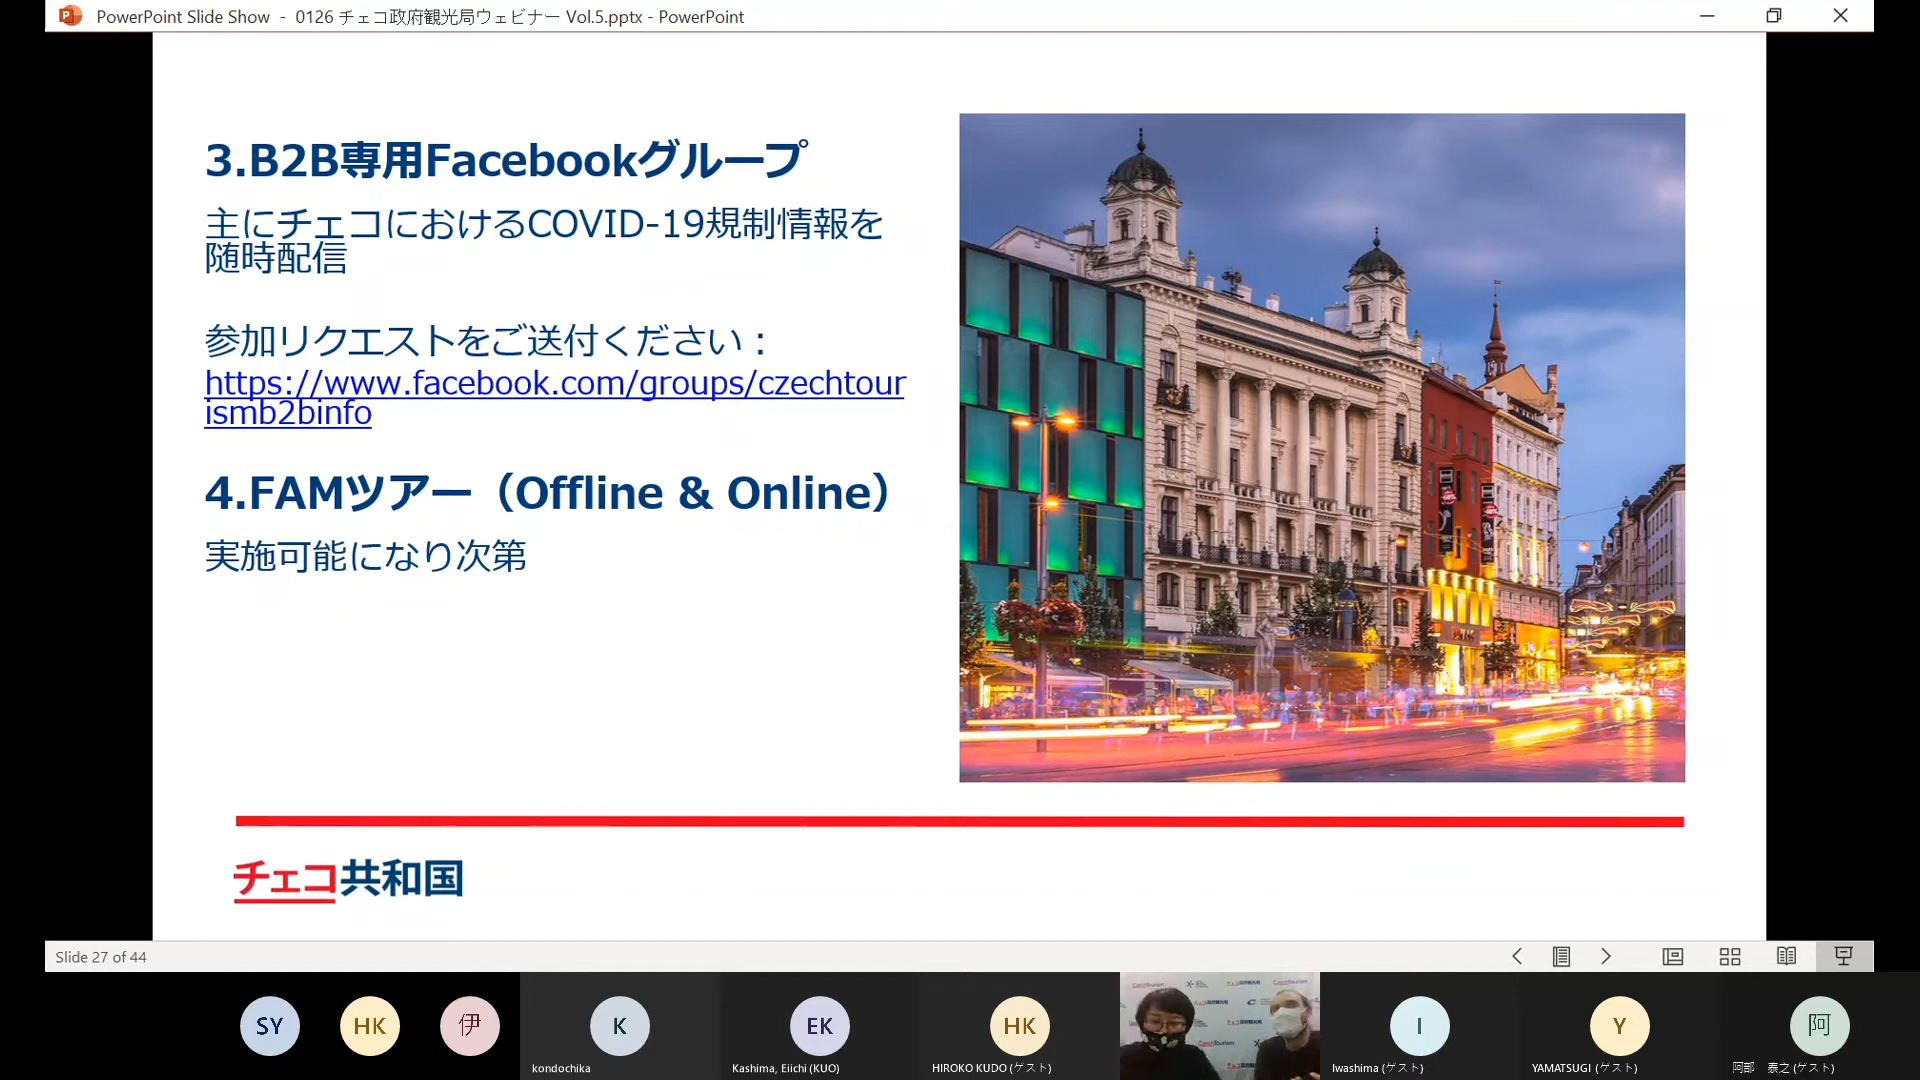 PowerPoint Slide Show - 0126 チェコ政府観光局ウェビナー Vol.5.pptx - PowerPoint
3.B2B専用Facebookグループ
主にチェコにおけるCOVID-19規制情報を
随時配信
参加リクエストをご送付ください：
https://www.facebook.com/groups/czechtour
ismb2binfo
4.FAMツアー（Offline & Online）
実施可能になり次第
チェコ共和国
Slide 27 of 44
SY
HK
伊
K
kondochika
EK
Kashima, Eiichi (KUO)
HK
HIROKO KUDO (ゲスト)
I
Iwashima (ゲスト)
Y
YAMATSUGI (ゲスト)
阿
阿部 泰之 (ゲスト)